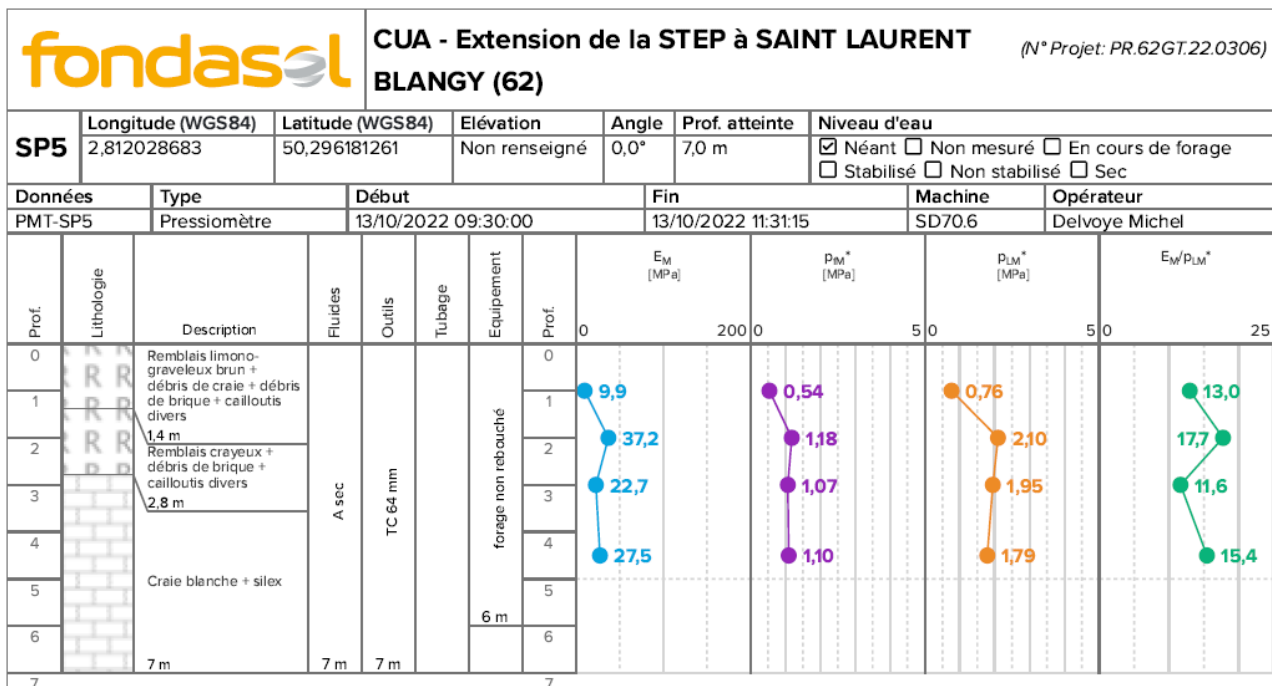 fondasol
CUA - Extension de la STEP à SAINT LAURENT
BLANGY (62)
(N° Projet: PR.62GT.22.0306)
SP5
Longitude (WGS84)
Latitude (WGS84)
Elévation
Angle
Prof. atteinte
Niveau d'eau
2,812028683
50,296181261
Non renseigné
0,0°
7,0 m
☑ Néant ☐ Non mesuré ☐ En cours de forage
☐ Stabilisé ☐ Non stabilisé ☐ Sec
Données
Type
Début
Fin
Machine
Opérateur
PMT-SP5
Pressiomètre
13/10/2022 09:30:00
13/10/2022 11:31:15
SD70.6
Delvoye Michel
Prof.
Lithologie
Description
Fluides
Outils
Tubage
Equipement
Prof.
E_M
[MPa]
0 200
p_fM*
[MPa]
0 5
p_LM*
[MPa]
0 5
E_M/p_LM*
0 25
0
1
2
3
4
5
6
7
R R
R R
R R
R R
Remblais limono-
graveleux brun +
débris de craie + débris
de brique + cailloutis
divers
1,4 m
Remblais crayeux +
débris de brique +
cailloutis divers
2,8 m
Craie blanche + silex
7 m
A sec
7 m
TC 64 mm
7 m
forage non rebouché
6 m
0
1
2
3
4
5
6
7
9,9
37,2
22,7
27,5
0,54
1,18
1,07
1,10
0,76
2,10
1,95
1,79
13,0
17,7
11,6
15,4